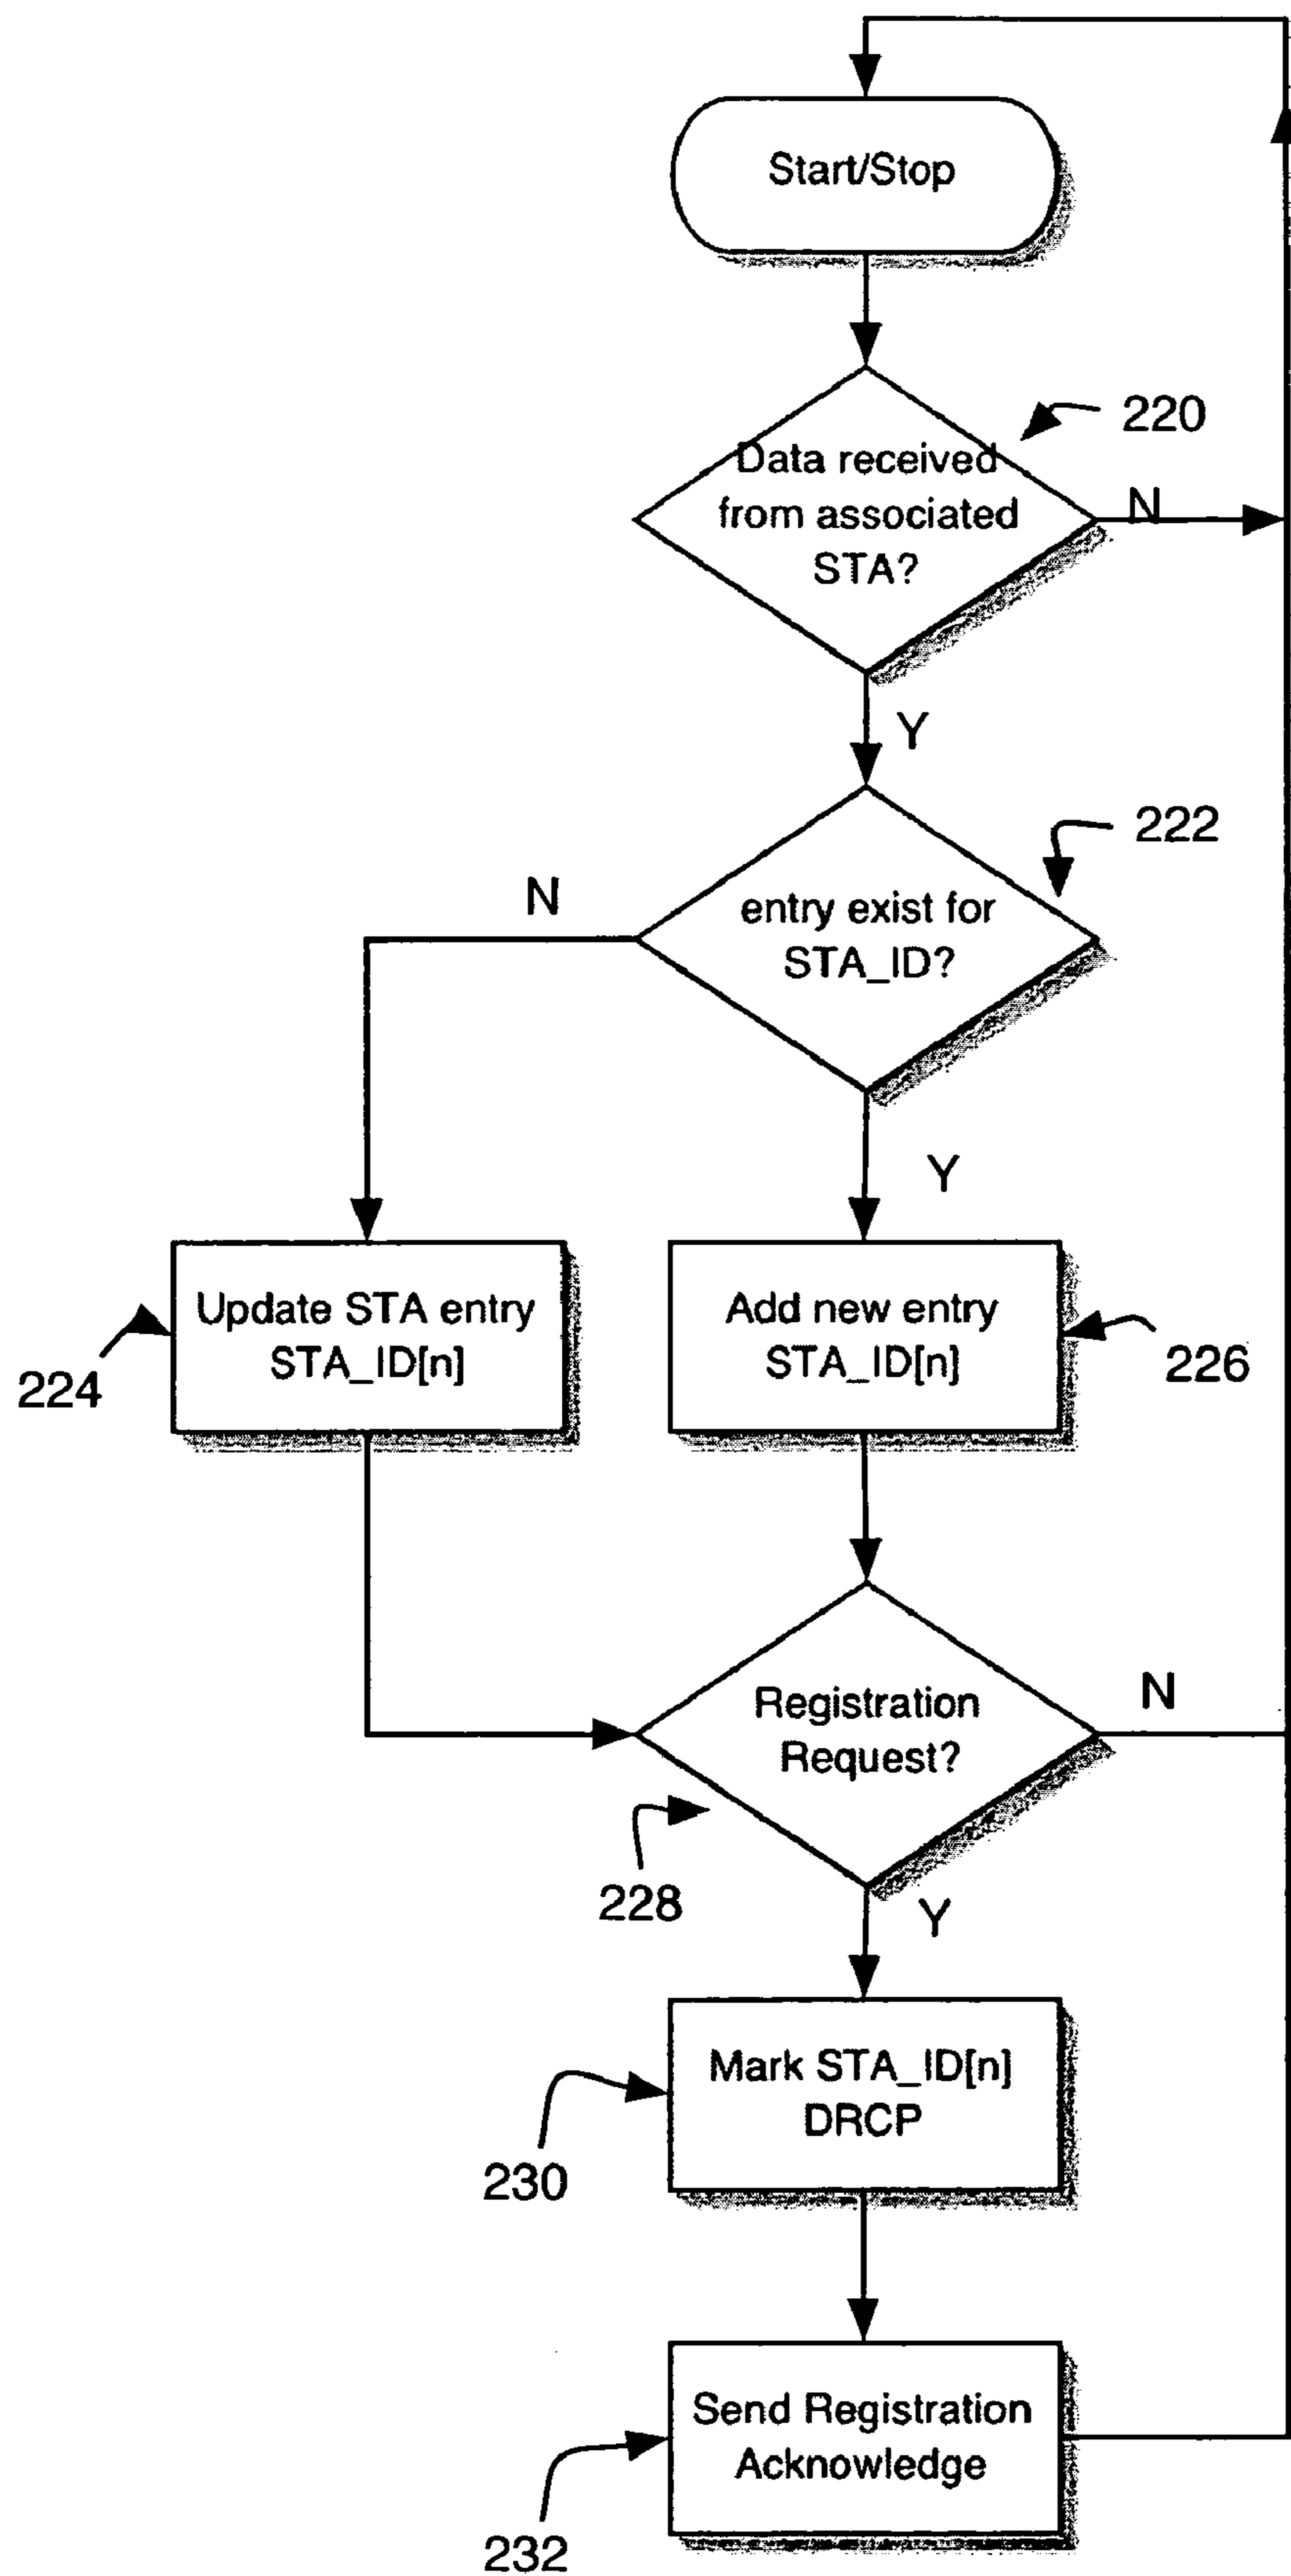 Start/Stop
220
Data received
from associated
STA?
N
Y
222
entry exist for
STA_ID?
N
Y
Update STA entry
STA_ID[n]
224
Add new entry
STA_ID[n]
226
Registration
Request?
N
228
Y
Mark STA_ID[n]
DRCP
230
Send Registration
Acknowledge
232